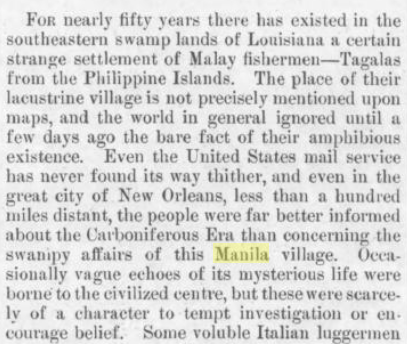 For nearly fifty years there has existed in the
southeastern swamp lands of Louisiana a certain
strange settlement of Malay fishermen—Tagalas
from the Philippine Islands. The place of their
lacustrine village is not precisely mentioned upon
maps, and the world in general ignored until a
few days ago the bare fact of their amphibious
existence. Even the United States mail service
has never found its way thither, and even in the
great city of New Orleans, less than a hundred
miles distant, the people were far better informed
about the Carboniferous Era than concerning the
swampy affairs of this Manila village. Occa-
sionally vague echoes of its mysterious life were
borne to the civilized centre, but these were scarce-
ly of a character to tempt investigation or en-
courage belief. Some voluble Italian luggermen